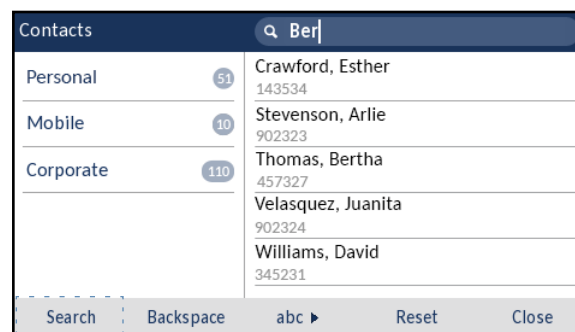 Contacts
Ber
Personal 51
Mobile 10
Corporate 110
Crawford, Esther
143534
Stevenson, Arlie
902323
Thomas, Bertha
457327
Velasquez, Juanita
902324
Williams, David
345231
Search Backspace abc Reset Close